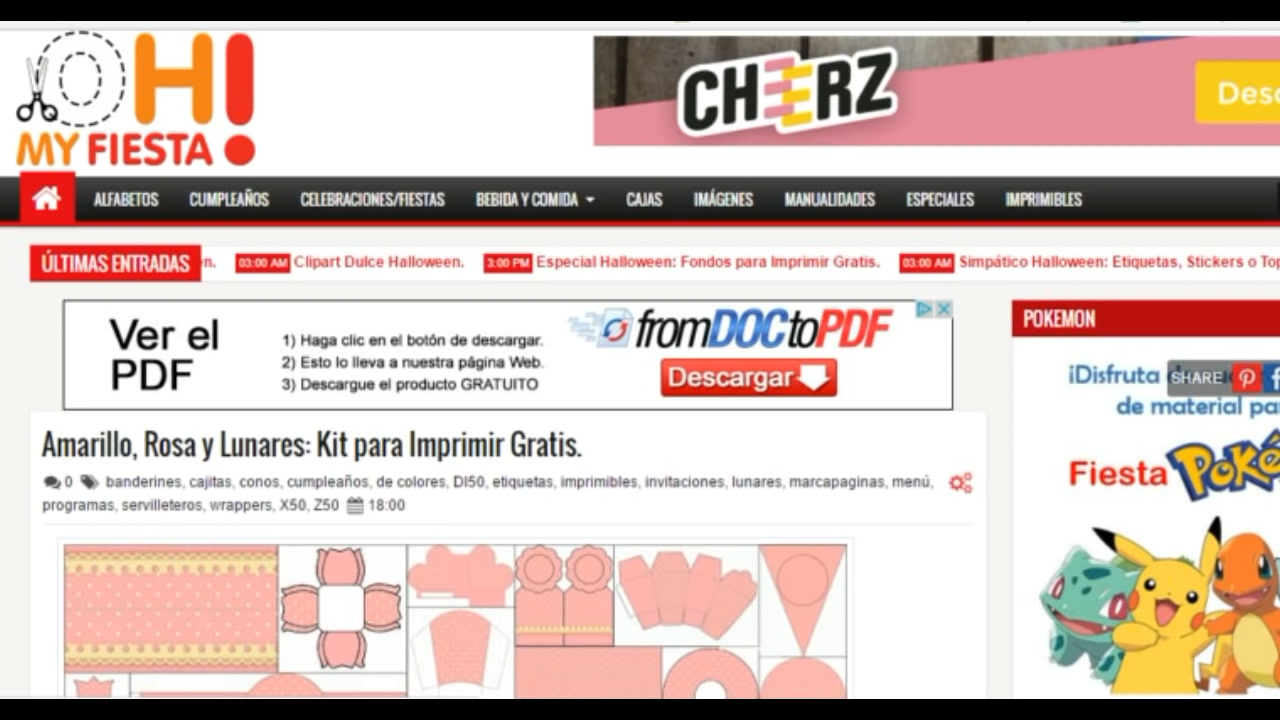 OH!
MY FIESTA
CHEERZ
ALFABETOS CUMPLEAÑOS CELEBRACIONES/FIESTAS BEBIDA Y COMIDA CAJAS IMÁGENES MANUALIDADES ESPECIALES IMPRIMIBLES
ÚLTIMAS ENTRADAS en. 03:00 AM Clipart Dulce Halloween. 3:00 PM Especial Halloween: Fondos para Imprimir Gratis. 03:00 AM Simpático Halloween: Etiquetas, Stickers o
Ver el
PDF
1) Haga clic en el botón de descargar.
2) Esto lo lleva a nuestra página Web.
3) Descargue el producto GRATUITO
fromDOCtoPDF
Descargar
POKEMON
Amarillo, Rosa y Lunares: Kit para Imprimir Gratis.
0 banderines, cajitas, conos, cumpleaños, de colores, DI50, etiquetas, imprimibles, invitaciones, lunares, marcapaginas, menú,
programas, servilleteros, wrappers, X50, Z50 18:00
¡Disfruta
SHARE
de material
Fiesta Poké